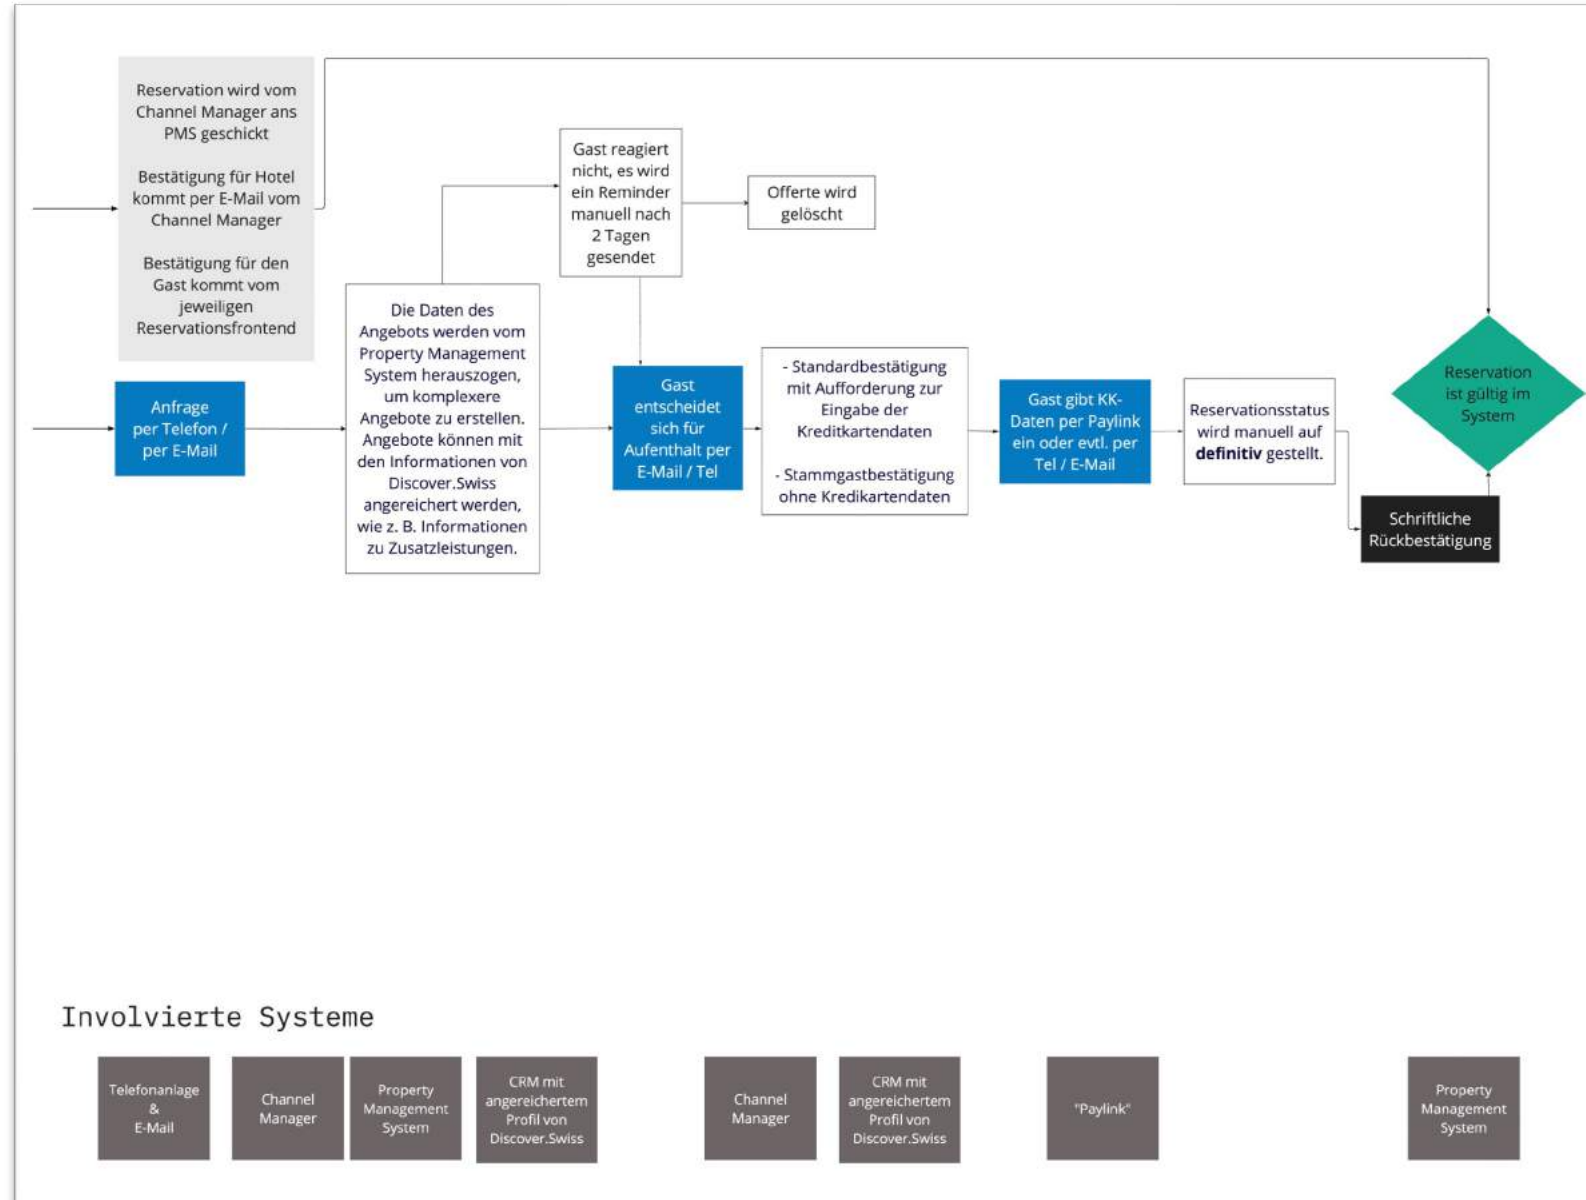 Reservation wird vom
Channel Manager ans
PMS geschickt
Bestätigung für Hotel
kommt per E-Mail vom
Channel Manager
Bestätigung für den
Gast kommt vom
jeweiligen
Reservationsfrontend
Anfrage
per Telefon /
per E-Mail
Die Daten des
Angebots werden vom
Property Management
System herauszogen,
um komplexere
Angebote zu erstellen.
Angebote können mit
den Informationen von
Discover.Swiss
angereichert werden,
wie z. B. Informationen
zu Zusatzleistungen.
Gast reagiert
nicht, es wird
ein Reminder
manuell nach
2 Tagen
gesendet
Offerte wird
gelöscht
Gast
entscheidet
sich für
Aufenthalt per
E-Mail / Tel
- Standardbestätigung
mit Aufforderung zur
Eingabe der
Kreditkartendaten
- Stammgastbestätigung
ohne Kredikartendaten
Gast gibt KK-
Daten per Paylink
ein oder evtl. per
Tel / E-Mail
Reservationsstatus
wird manuell auf
definitiv gestellt.
Schriftliche
Rückbestätigung
Reservation
ist gültig im
System
Involvierte Systeme
Telefonanlage
&
E-Mail
Channel
Manager
Property
Management
System
CRM mit
angereichertem
Profil von
Discover.Swiss
Channel
Manager
CRM mit
angereichertem
Profil von
Discover.Swiss
"Paylink"
Property
Management
System